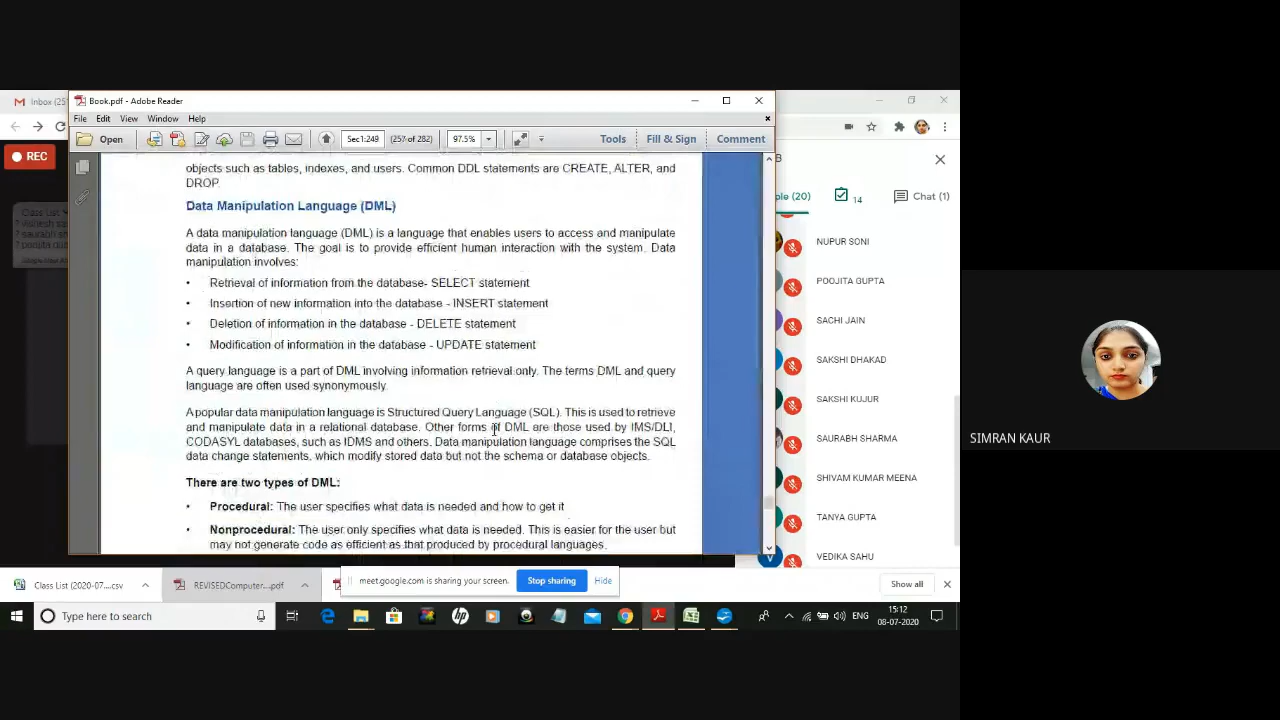 Book.pdf - Adobe Reader
File Edit View Window Help
Open
Sec1:249
(257 of 282)
97.5%
Tools
Fill & Sign
Comment
Inbox (25
REC
Class List
objects such as tables, indexes, and users. Common DDL statements are CREATE, ALTER, and
DROP.
Data Manipulation Language (DML)
A data manipulation language (DML) is a language that enables users to access and manipulate
data in a database. The goal is to provide efficient human interaction with the system. Data
manipulation involves:
• Retrieval of information from the database- SELECT statement
• Insertion of new information into the database - INSERT statement
• Deletion of information in the database - DELETE statement
• Modification of information in the database - UPDATE statement
A query language is a part of DML involving information retrieval only. The terms DML and query
language are often used synonymously.
A popular data manipulation language is Structured Query Language (SQL). This is used to retrieve
and manipulate data in a relational database. Other forms of DML are those used by IMS/DLI,
CODASYL databases, such as IDMS and others. Data manipulation language comprises the SQL
data change statements, which modify stored data but not the schema or database objects.
There are two types of DML:
• Procedural: The user specifies what data is needed and how to get it
• Nonprocedural: The user only specifies what data is needed. This is easier for the user but
may not generate code as efficient as that produced by procedural languages.
B
ple (20)
14
Chat (1)
NUPUR SONI
POOJITA GUPTA
SACHI JAIN
SAKSHI DHAKAD
SAKSHI KUJUR
SAURABH SHARMA
SHIVAM KUMAR MEENA
TANYA GUPTA
V
VEDIKA SAHU
SIMRAN KAUR
Class List (2020-07....csv
REVISEDComputer....pdf
meet.google.com is sharing your screen.
Stop sharing
Hide
Show all
Type here to search
ENG
15:12
08-07-2020